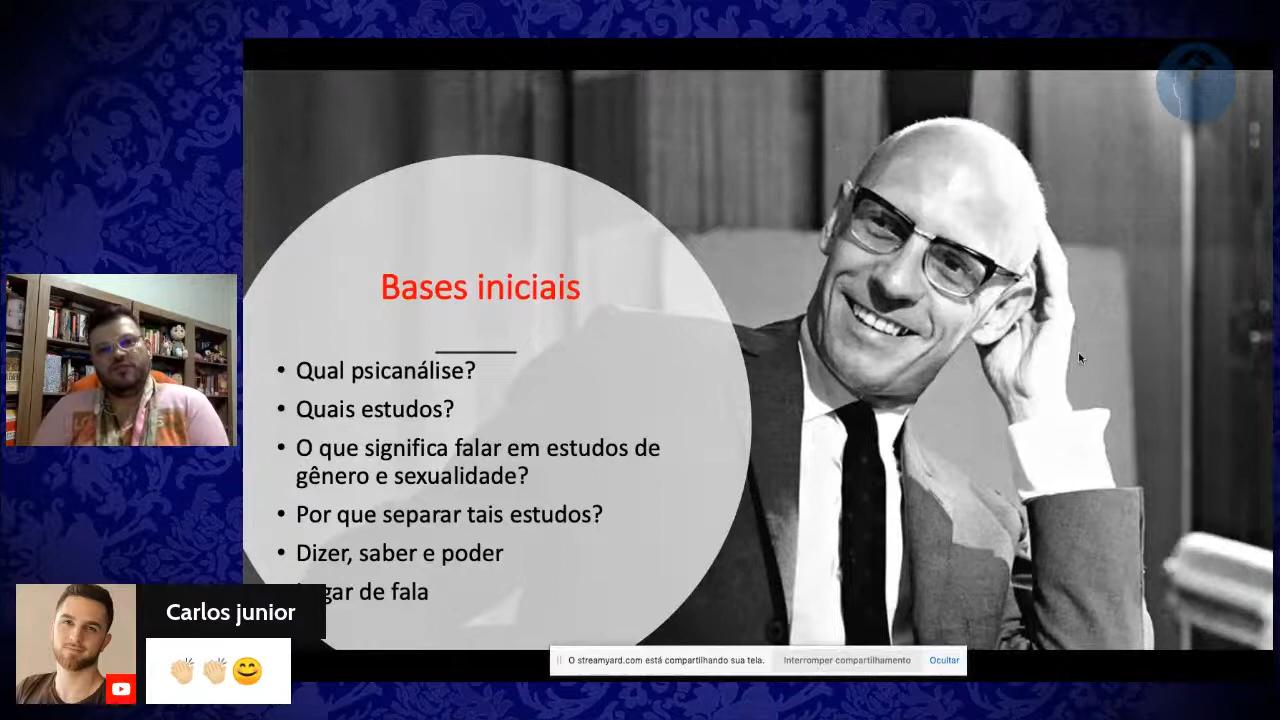 Bases iniciais
• Qual psicanálise?
• Quais estudos?
• O que significa falar em estudos de
gênero e sexualidade?
• Por que separar tais estudos?
• Dizer, saber e poder
gar de fala
Carlos junior
O streamyard.com está compartilhando sua tela.
Interromper compartilhamento
Ocultar